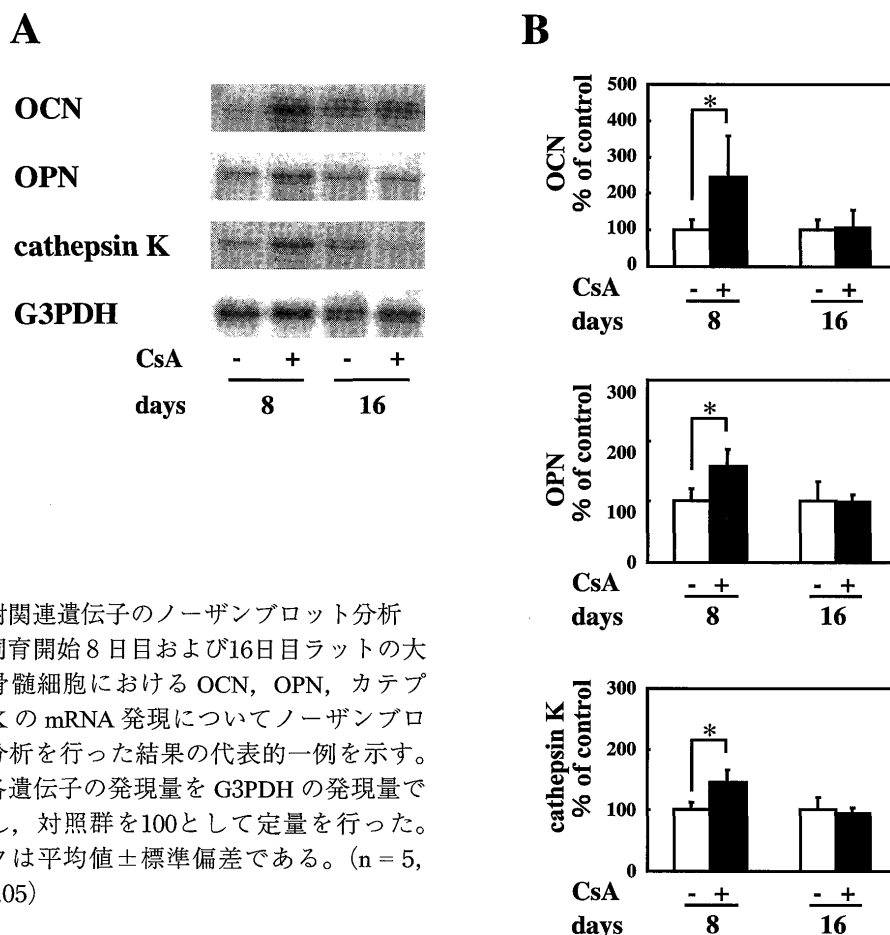 A
OCN
OPN
cathepsin K
G3PDH
CsA - + - +
days 8 16
B
OCN
% of control
500
400
300
200
100
0
*
CsA - + - +
days 8 16
OPN
% of control
300
200
100
0
*
CsA - + - +
days 8 16
cathepsin K
% of control
300
200
100
0
*
CsA - + - +
days 8 16
関連遺伝子のノーザンブロット分析
育開始8日目および16日目ラットの大
骨髄細胞における OCN, OPN, カテプ
K の mRNA 発現についてノーザンブロ
分析を行った結果の代表的一例を示す。
各遺伝子の発現量を G3PDH の発現量で
し, 対照群を100として定量を行った。
は平均値±標準偏差である。(n = 5,
05)